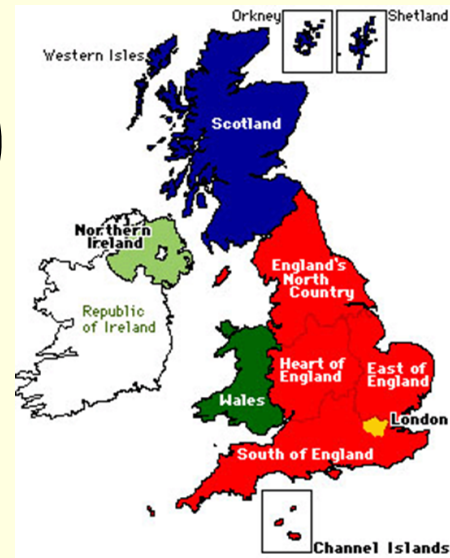 Orkney
Shetland
Western Isles
Scotland
Northern
Ireland
England's
North
Country
Republic
of Ireland
Heart of
England
East of
England
Wales
London
South of England
Channel Islands